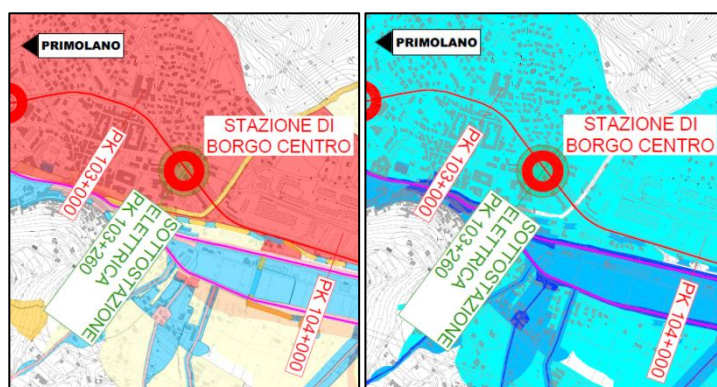 PRIMOLANO
STAZIONE DI
BORGO CENTRO
PK 103+000
SOTTOSTAZIONE
ELETTRICA
PK 103+260
PK 104+000
PRIMOLANO
STAZIONE DI
BORGO CENTRO
PK 103+000
SOTTOSTAZIONE
ELETTRICA
PK 103+260
PK 104+000